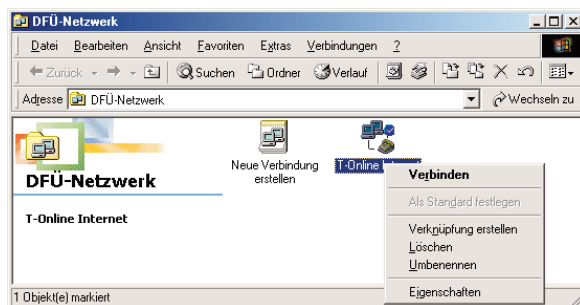 DFÜ-Netzwerk
Datei Bearbeiten Ansicht Favoriten Extras Verbindungen ?
Zurück Suchen Ordner Verlauf
Adresse DFÜ-Netzwerk Wechseln zu
DFÜ-Netzwerk
T-Online Internet
Neue Verbindung
erstellen
T-Online
Verbinden
Als Standard festlegen
Verknüpfung erstellen
Löschen
Umbenennen
Eigenschaften
1 Objekt(e) markiert